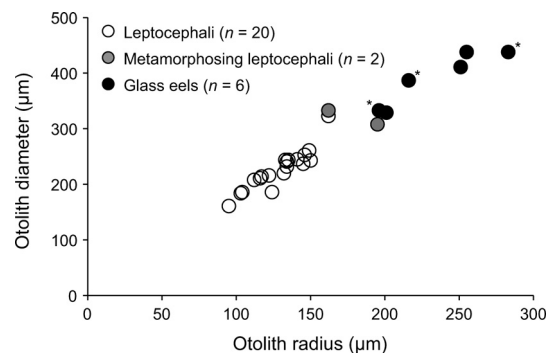 500
400
300
200
100
0
Otolith diameter (µm)
Leptocephali (n = 20)
Metamorphosing leptocephali (n = 2)
Glass eels (n = 6)
*
*
*
0 50 100 150 200 250 300
Otolith radius (µm)